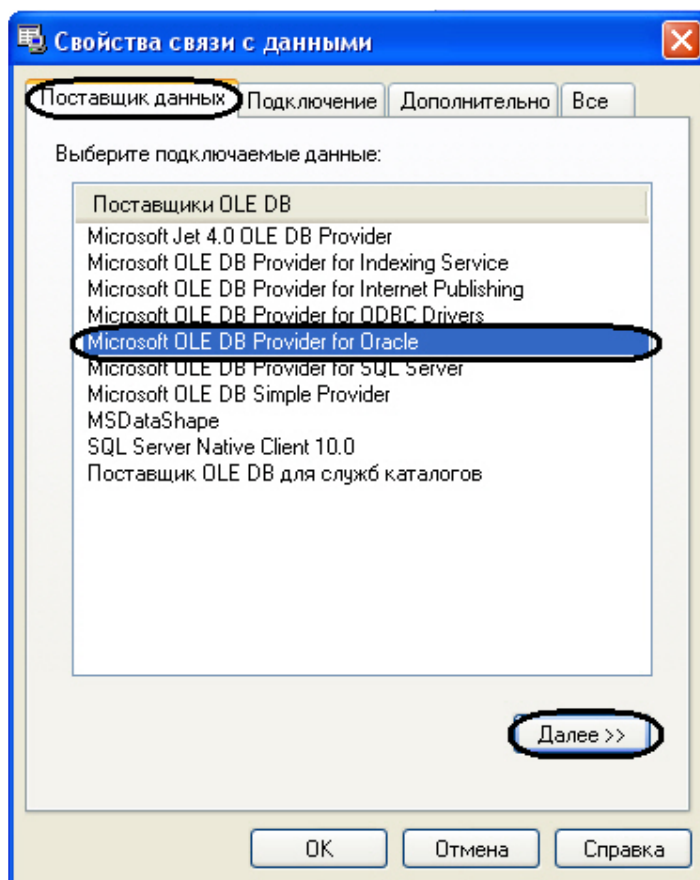 Свойства связи с данными
Поставщик данных Подключение Дополнительно Все
Выберите подключаемые данные:
Поставщики OLE DB
Microsoft Jet 4.0 OLE DB Provider
Microsoft OLE DB Provider for Indexing Service
Microsoft OLE DB Provider for Internet Publishing
Microsoft OLE DB Provider for ODBC Drivers
Microsoft OLE DB Provider for Oracle
Microsoft OLE DB Provider for SQL Server
Microsoft OLE DB Simple Provider
MSDataShape
SQL Server Native Client 10.0
Поставщик OLE DB для служб каталогов
Далее >>
OK Отмена Справка